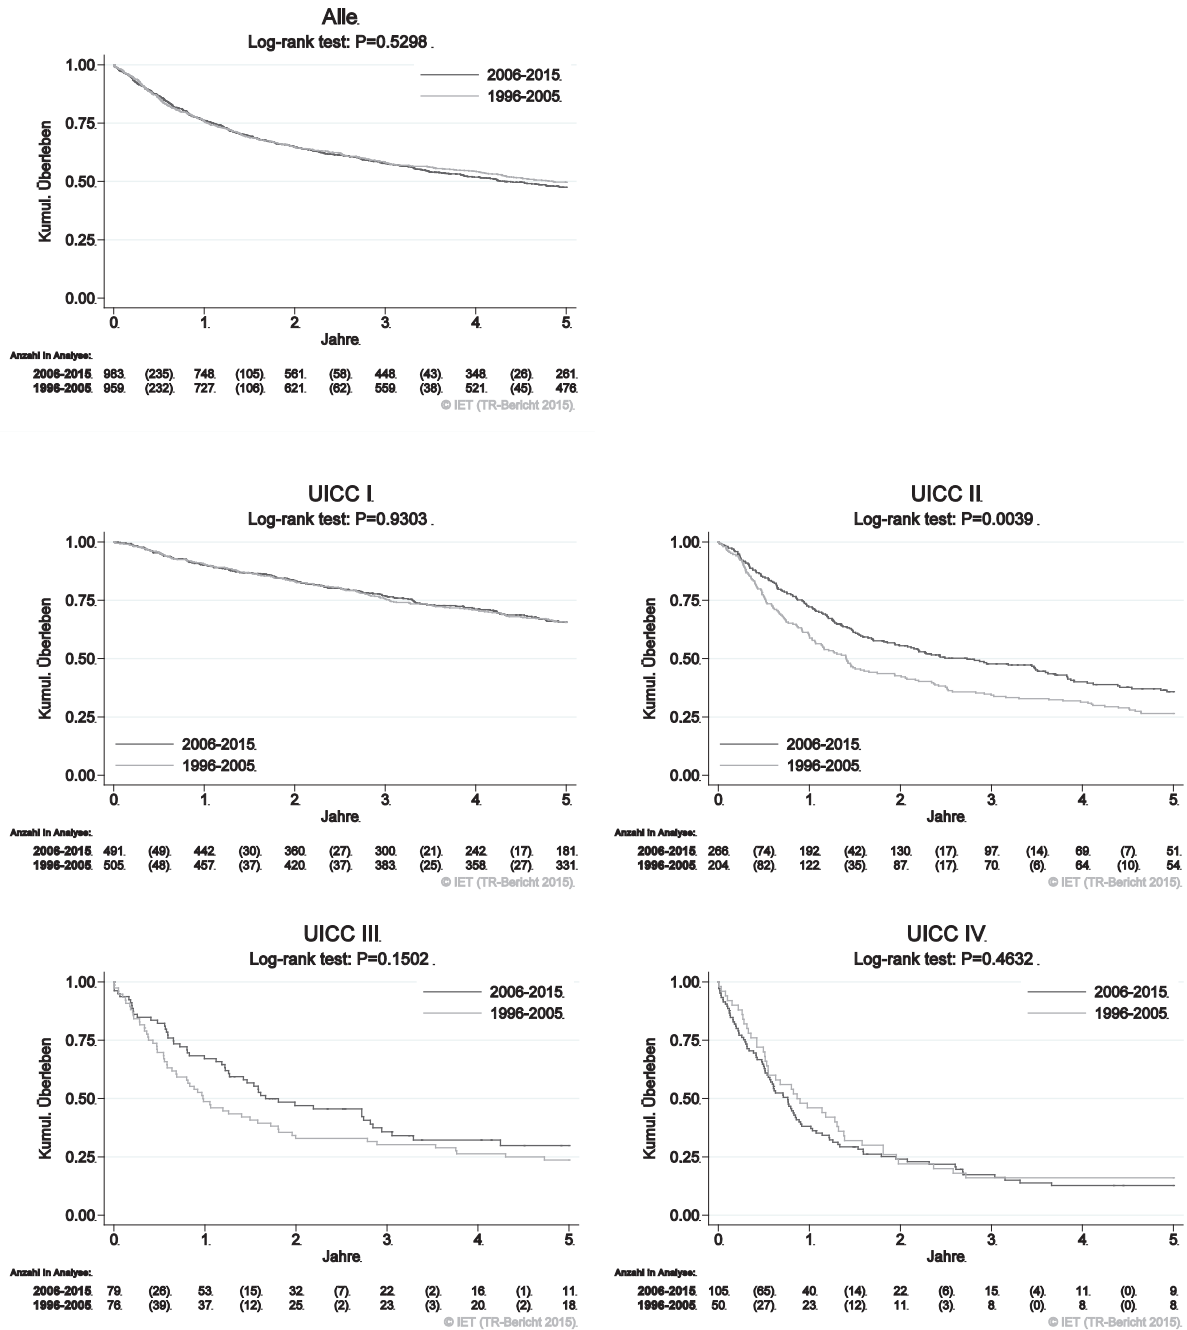 Alle
Log-rank test: P=0.5298
1.00
0.75
0.50
0.25
0.00
Kumul. Überleben
2006-2015
1996-2005
0 1 2 3 4 5
Jahre
Anzahl in Analyse:
2006-2015 983 (235) 748 (105) 561 (58) 448 (43) 348 (26) 261
1996-2005 959 (232) 727 (106) 621 (62) 559 (38) 521 (45) 476
© IET (TR-Bericht 2015)
UICC I
Log-rank test: P=0.9303
1.00
0.75
0.50
0.25
0.00
Kumul. Überleben
2006-2015
1996-2005
0 1 2 3 4 5
Jahre
Anzahl in Analyse:
2006-2015 491 (49) 442 (30) 360 (27) 300 (21) 242 (17) 181
1996-2005 505 (48) 457 (37) 420 (37) 383 (25) 358 (27) 331
© IET (TR-Bericht 2015)
UICC II
Log-rank test: P=0.0039
1.00
0.75
0.50
0.25
0.00
Kumul. Überleben
2006-2015
1996-2005
0 1 2 3 4 5
Jahre
Anzahl in Analyse:
2006-2015 266 (74) 192 (42) 130 (17) 97 (14) 69 (7) 51
1996-2005 204 (82) 122 (35) 87 (17) 70 (6) 64 (10) 54
© IET (TR-Bericht 2015)
UICC III
Log-rank test: P=0.1502
1.00
0.75
0.50
0.25
0.00
Kumul. Überleben
2006-2015
1996-2005
0 1 2 3 4 5
Jahre
Anzahl in Analyse:
2006-2015 79 (26) 53 (15) 32 (7) 22 (2) 16 (1) 11
1996-2005 76 (39) 37 (12) 25 (2) 23 (3) 20 (2) 18
© IET (TR-Bericht 2015)
UICC IV
Log-rank test: P=0.4632
1.00
0.75
0.50
0.25
0.00
Kumul. Überleben
2006-2015
1996-2005
0 1 2 3 4 5
Jahre
Anzahl in Analyse:
2006-2015 105 (65) 40 (14) 22 (6) 15 (4) 11 (0) 9
1996-2005 50 (27) 23 (12) 11 (3) 8 (0) 8 (0) 8
© IET (TR-Bericht 2015)